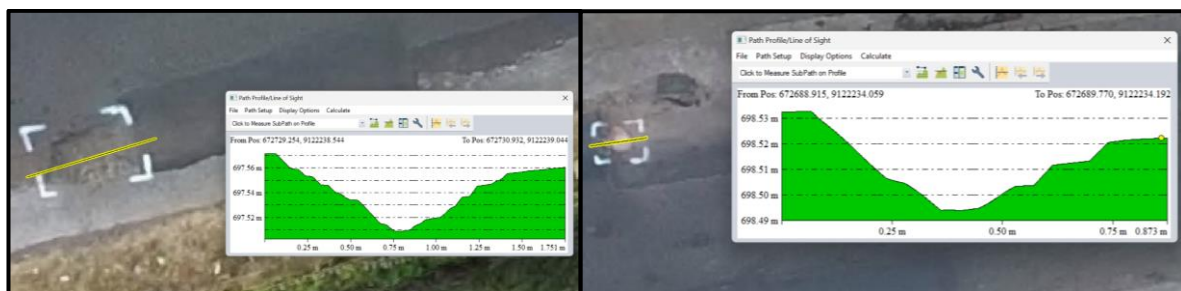 Path Profile/Line of Sight
File Path Setup Display Options Calculate
Click to Measure SubPath on Profile
From Pos: 672729.254, 9122238.544 To Pos: 672730.932, 9122239.044
697.56 m
697.54 m
697.52 m
0.25 m 0.50 m 0.75 m 1.00 m 1.25 m 1.50 m 1.751 m
Path Profile/Line of Sight
File Path Setup Display Options Calculate
Click to Measure SubPath on Profile
From Pos: 672688.915, 9122234.059 To Pos: 672689.770, 9122234.192
698.53 m
698.52 m
698.51 m
698.50 m
698.49 m
0.25 m 0.50 m 0.75 m 0.873 m